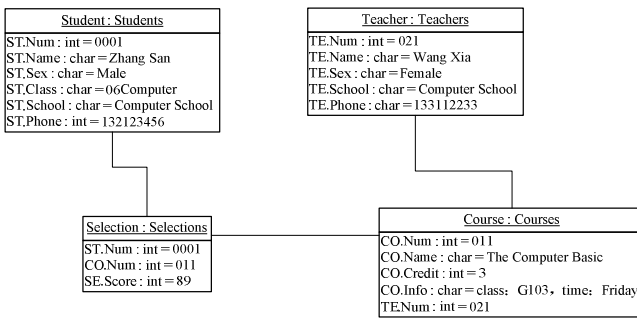 Student : Students
ST.Num : int = 0001
ST.Name : char = Zhang San
ST.Sex : char = Male
ST.Class : char = 06Computer
ST.School : char = Computer School
ST.Phone : int = 132123456
Teacher : Teachers
TE.Num : int = 021
TE.Name : char = Wang Xia
TE.Sex : char = Female
TE.School : char = Computer School
TE.Phone : char = 133112233
Selection : Selections
ST.Num : int = 0001
CO.Num : int = 011
SE.Score : int = 89
Course : Courses
CO.Num : int = 011
CO.Name : char = The Computer Basic
CO.Credit : int = 3
CO.Info : char = class：G103，time：Friday
TE.Num : int = 021